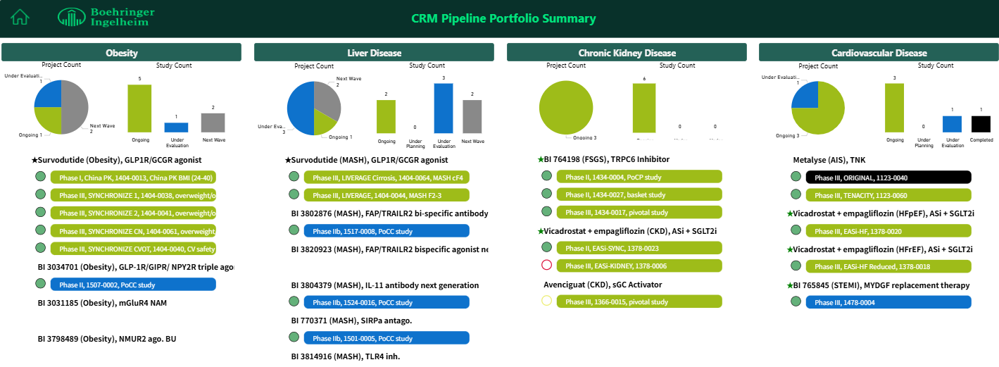 Boehringer
Ingelheim
CRM Pipeline Portfolio Summary
Obesity
Project Count
Study Count
Under Evaluati...
1
Next Wave
2
Ongoing 1
5
1
2
Ongoing
Under
Evaluation
Next Wave
★Survodutide (Obesity), GLP1R/GCGR agonist
Phase I, China PK, 1404-0013, China PK BMI (24-40)
Phase III, SYNCHRONIZE 1, 1404-0038, overweight/o
Phase III, SYNCHRONIZE 2, 1404-0041, overweight/o
Phase III, SYNCHRONIZE CN, 1404-0061, overweight
Phase III, SYNCHRONIZE CVOT, 1404-0040, CV safety
BI 3034701 (Obesity), GLP-1R/GIPR/ NPY2R triple ago
Phase II, 1507-0002, PoCC study
BI 3031185 (Obesity), mGluR4 NAM
BI 3798489 (Obesity), NMUR2 ago. BU
Liver Disease
Project Count
Study Count
Next Wave
2
Under Eva...
3
Ongoing 1
2
0
3
2
Ongoing
Under
Planning
Under
Evaluation
Next Wave
★Survodutide (MASH), GLP1R/GCGR agonist
Phase III, LIVERAGE Cirrosis, 1404-0064, MASH cF4
Phase III, LIVERAGE, 1404-0044, MASH F2-3
BI 3802876 (MASH), FAP/TRAILR2 bi-specific antibody
Phase IIb, 1517-0008, PoCC study
BI 3820923 (MASH), FAP/TRAILR2 bispecific agonist ne
BI 3804379 (MASH), IL-11 antibody next generation
Phase IIb, 1524-0016, PoCC study
BI 770371 (MASH), SIRPa antago.
Phase IIb, 1501-0005, PoCC study
BI 3814916 (MASH), TLR4 inh.
Chronic Kidney Disease
Project Count
Study Count
Ongoing 3
6
0
0
Ongoing
★BI 764198 (FSGS), TRPC6 Inhibitor
Phase II, 1434-0004, PoCP study
Phase II, 1434-0027, basket study
Phase III, 1434-0017, pivotal study
★Vicadrostat + empagliflozin (CKD), ASi + SGLT2i
Phase II, EASi-SYNC, 1378-0023
Phase III, EASi-KIDNEY, 1378-0006
Avenciguat (CKD), sGC Activator
Phase III, 1366-0015, pivotal study
Cardiovascular Disease
Project Count
Study Count
Under Evaluati...
1
Ongoing 3
3
0
1
1
Ongoing
Under
Planning
Under
Evaluation
Completed
Metalyse (AIS), TNK
Phase III, ORIGINAL, 1123-0040
Phase III, TENACITY, 1123-0060
★Vicadrostat + empagliflozin (HFpEF), ASi + SGLT2i
Phase III, EASi-HF, 1378-0020
★Vicadrostat + empagliflozin (HFrEF), ASi + SGLT2i
Phase III, EASi-HF Reduced, 1378-0018
★BI 765845 (STEMI), MYDGF replacement therapy
Phase III, 1478-0004